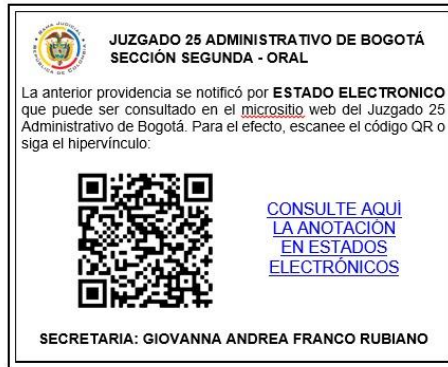 JUZGADO 25 ADMINISTRATIVO DE BOGOTÁ
SECCIÓN SEGUNDA - ORAL
La anterior providencia se notificó por ESTADO ELECTRONICO
que puede ser consultado en el micrositio web del Juzgado 25
Administrativo de Bogotá. Para el efecto, escanee el código QR o
siga el hipervínculo:
CONSULTE AQUÍ
LA ANOTACIÓN
EN ESTADOS
ELECTRÓNICOS
SECRETARIA: GIOVANNA ANDREA FRANCO RUBIANO